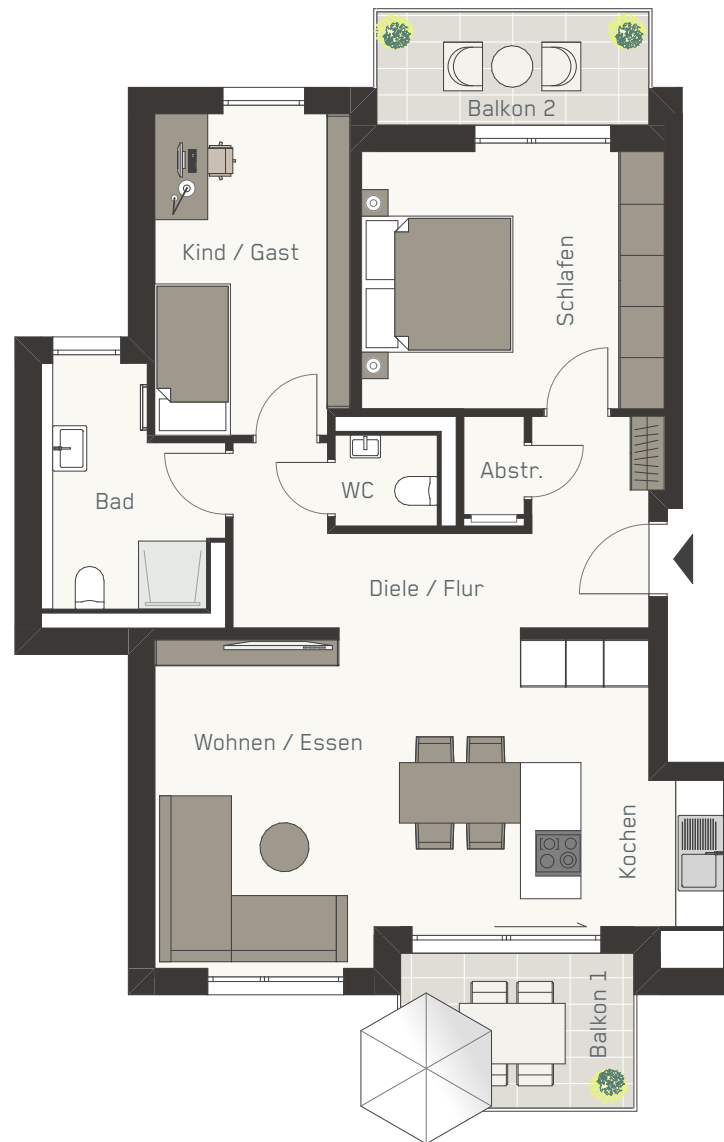 Balkon 2
Kind / Gast
Schlafen
Abstr.
WC
Bad
Diele / Flur
Wohnen / Essen
Kochen
Balkon 1